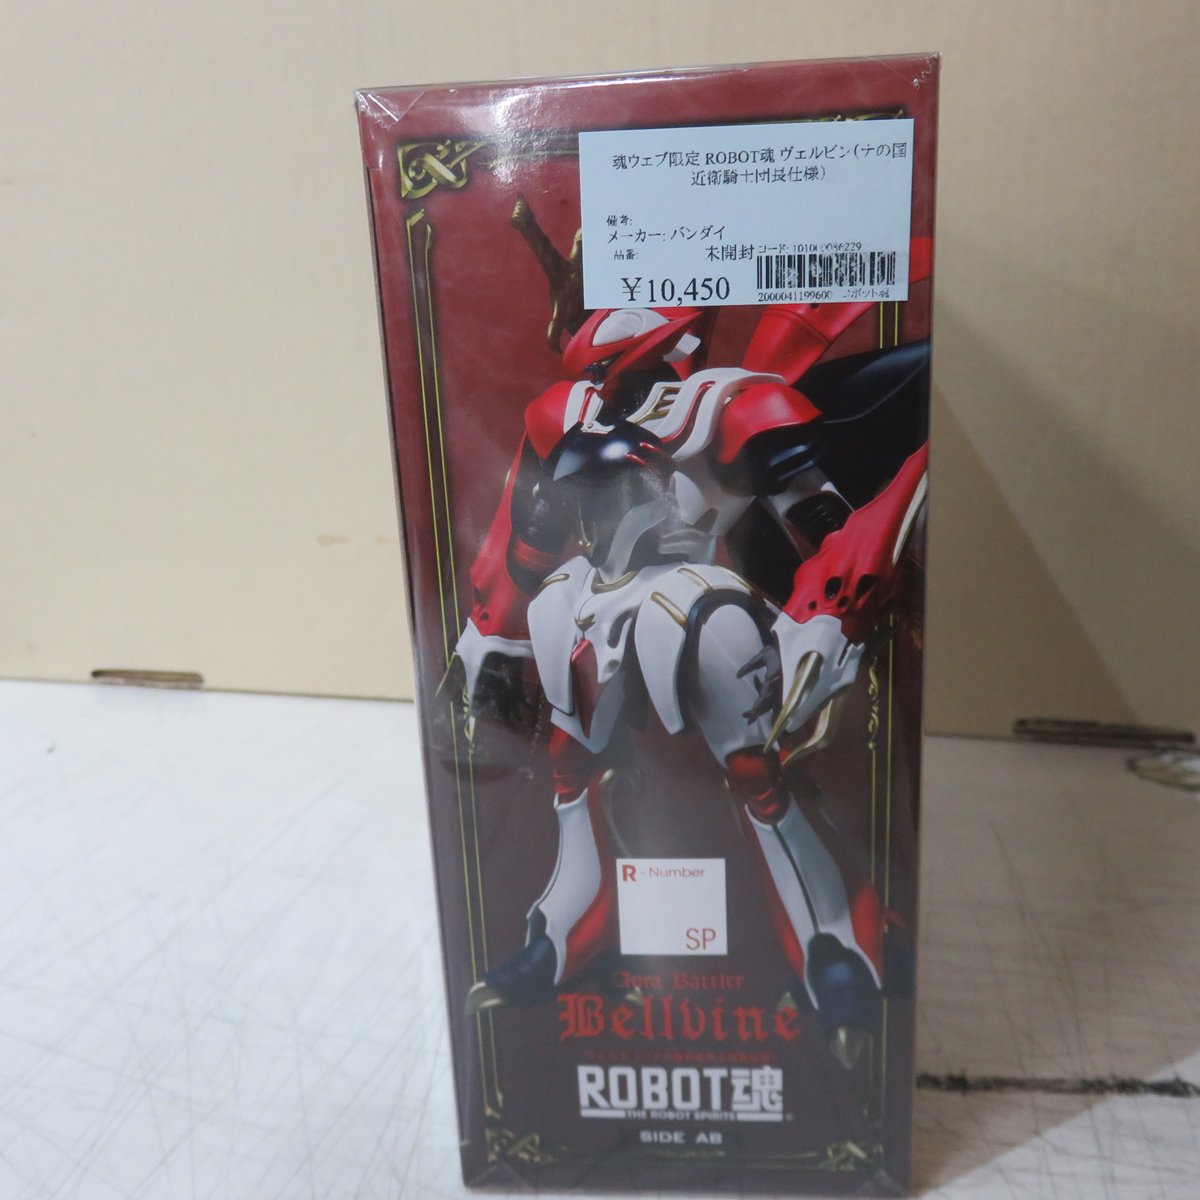 魂ウェブ限定 ROBOT魂 ヴェルビン(ナの国
近衛騎士団長仕様)
備考:
メーカー: バンダイ
品番:
未開封
¥10,450
2000041199600
R - Number
SP
Aura Battler
Bellvine
ROBOT魂
THE ROBOT SPIRITS
SIDE AB